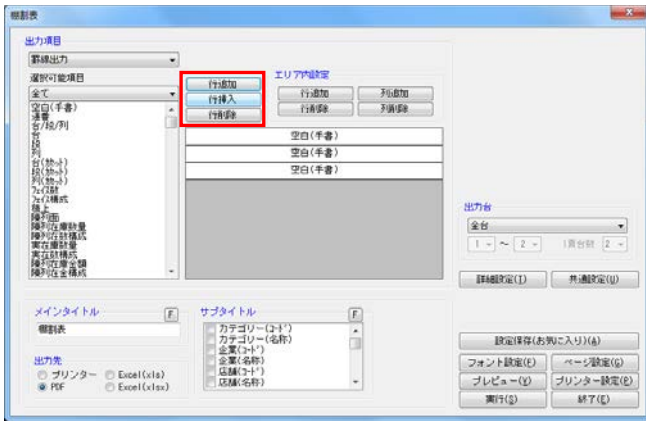 棚割表
出力項目
罫線出力
選択可能項目
全て
空白(手書)
連番
台/段/列
台
段
列
台(ｶｾｯﾄ)
段(ｶｾｯﾄ)
列(ｶｾｯﾄ)
ﾌｪｲｽ数
ﾌｪｲｽ構成
積上
陳列面
陳列在庫数量
陳列在数構成
実在庫数量
実在数構成
陳列在庫金額
陳列在金構成
行追加
行挿入
行削除
エリア内設定
行追加
列追加
行削除
列削除
空白(手書)
空白(手書)
空白(手書)
出力台
全台
1 ～ 2
1頁台数 2
詳細設定(I)
共通設定(U)
メインタイトル F
棚割表
サブタイトル F
カテゴリー(ｺｰﾄﾞ)
カテゴリー(名称)
企業(ｺｰﾄﾞ)
企業(名称)
店舗(ｺｰﾄﾞ)
店舗(名称)
出力先
プリンター
Excel(xls)
PDF
Excel(xlsx)
設定保存(お気に入り)(A)
フォント設定(F)
ページ設定(G)
プレビュー(V)
プリンター設定(P)
実行(S)
終了(E)